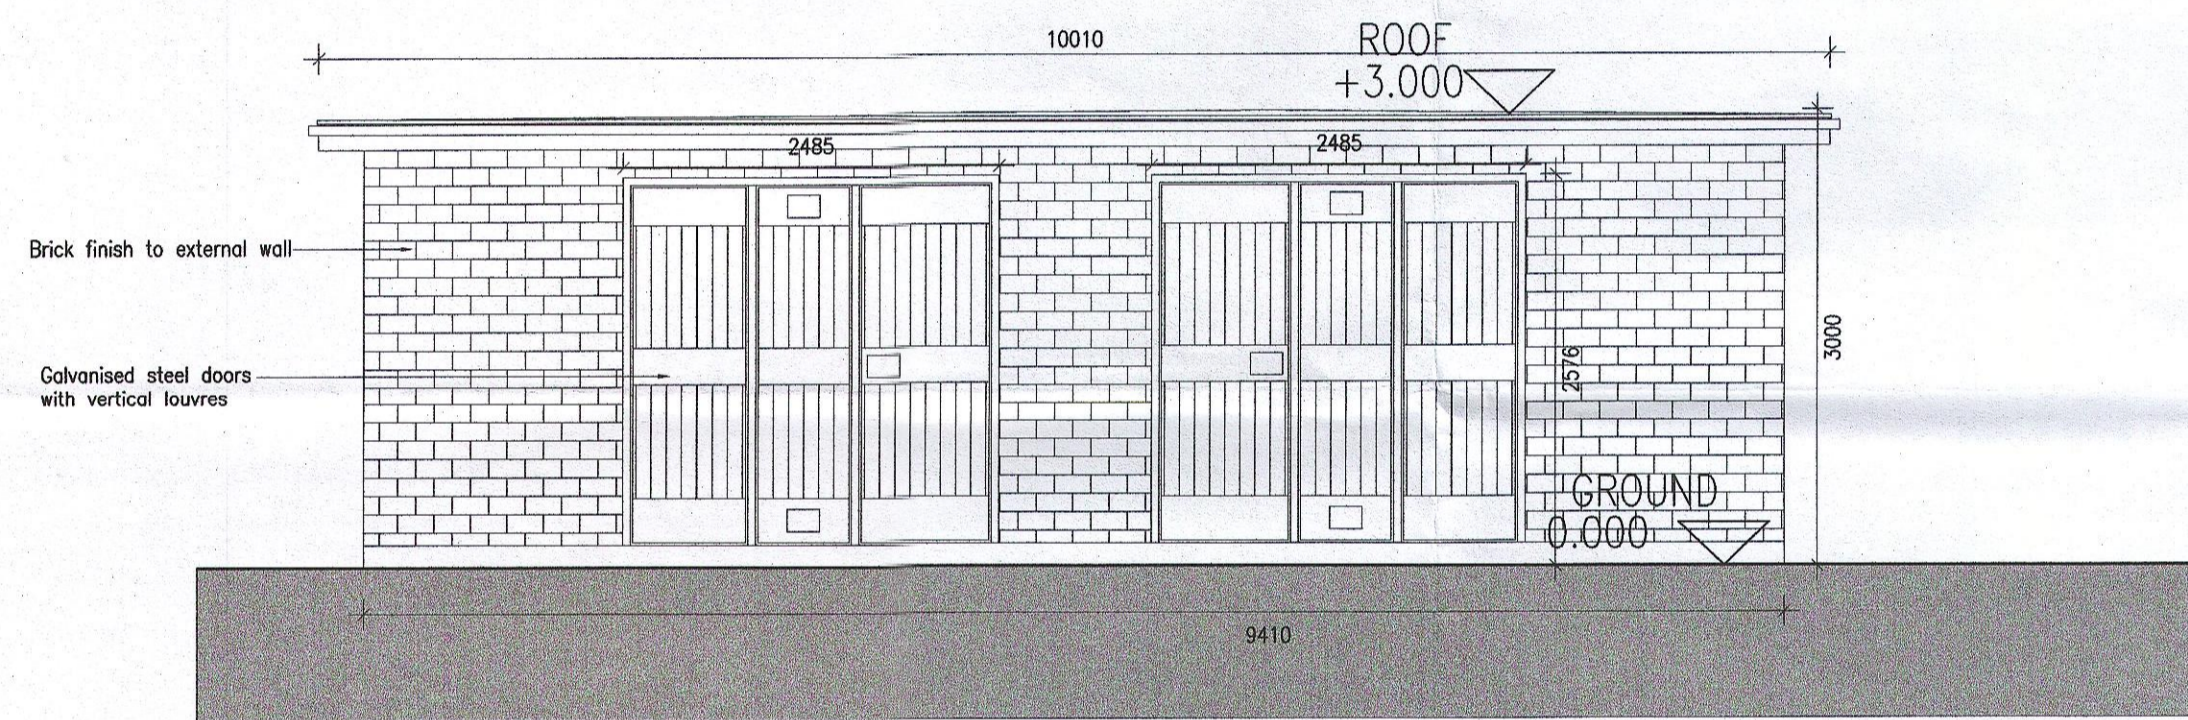 10010
ROOF
+3.000
2485
2485
Brick finish to external wall
Galvanised steel doors
with vertical louvres
2576
3000
GROUND
0.000
9410